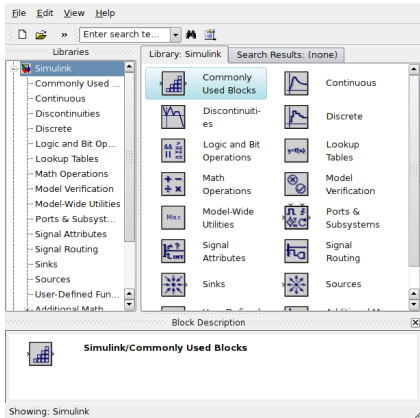 File Edit View Help
» Enter search te...
Libraries
Library: Simulink Search Results: (none)
Simulink
Commonly Used ...
Continuous
Discontinuities
Discrete
Logic and Bit Op...
Lookup Tables
Math Operations
Model Verification
Model-Wide Utilities
Ports & Subsyst...
Signal Attributes
Signal Routing
Sinks
Sources
User-Defined Fun...
Additional Math
Commonly
Used Blocks
Continuous
Discontinuiti-
es
Discrete
Logic and Bit
Operations
y=f(u)
Lookup
Tables
Math
Operations
Model
Verification
Misc
Model-Wide
Utilities
Ports &
Subsystems
Signal
Attributes
Signal
Routing
Sinks
Sources
Block Description
Simulink/Commonly Used Blocks
Showing: Simulink